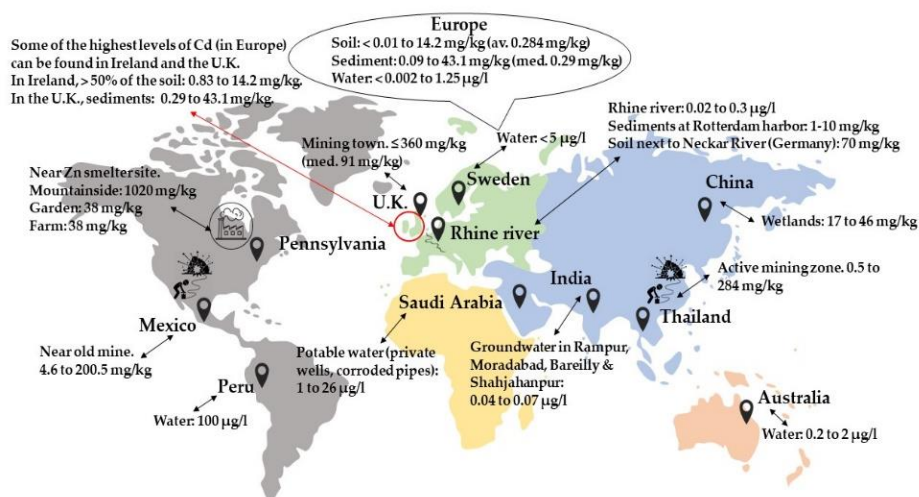 Some of the highest levels of Cd (in Europe)
can be found in Ireland and the U.K.
In Ireland, > 50% of the soil: 0.83 to 14.2 mg/kg.
In the U.K., sediments: 0.29 to 43.1 mg/kg.
Europe
Soil: < 0.01 to 14.2 mg/kg (av. 0.284 mg/kg)
Sediment: 0.09 to 43.1 mg/kg (med. 0.29 mg/kg)
Water: < 0.002 to 1.25 µg/l
Rhine river: 0.02 to 0.3 µg/l
Sediments at Rotterdam harbor: 1-10 mg/kg
Soil next to Neckar River (Germany): 70 mg/kg
Mining town. ≤ 360 mg/kg
(med. 91 mg/kg)
Water: <5 µg/l
Near Zn smelter site.
Mountainside: 1020 mg/kg
Garden: 38 mg/kg
Farm: 38 mg/kg
Pennsylvania
U.K.
Sweden
Rhine river
China
Wetlands: 17 to 46 mg/kg
Active mining zone. 0.5 to
284 mg/kg
Mexico
Near old mine.
4.6 to 200.5 mg/kg
Saudi Arabia
Potable water (private
wells, corroded pipes):
1 to 26 µg/l
India
Groundwater in Rampur,
Moradabad, Bareilly &
Shahjahanpur:
0.04 to 0.07 µg/l
Thailand
Peru
Water: 100 µg/l
Australia
Water: 0.2 to 2 µg/l